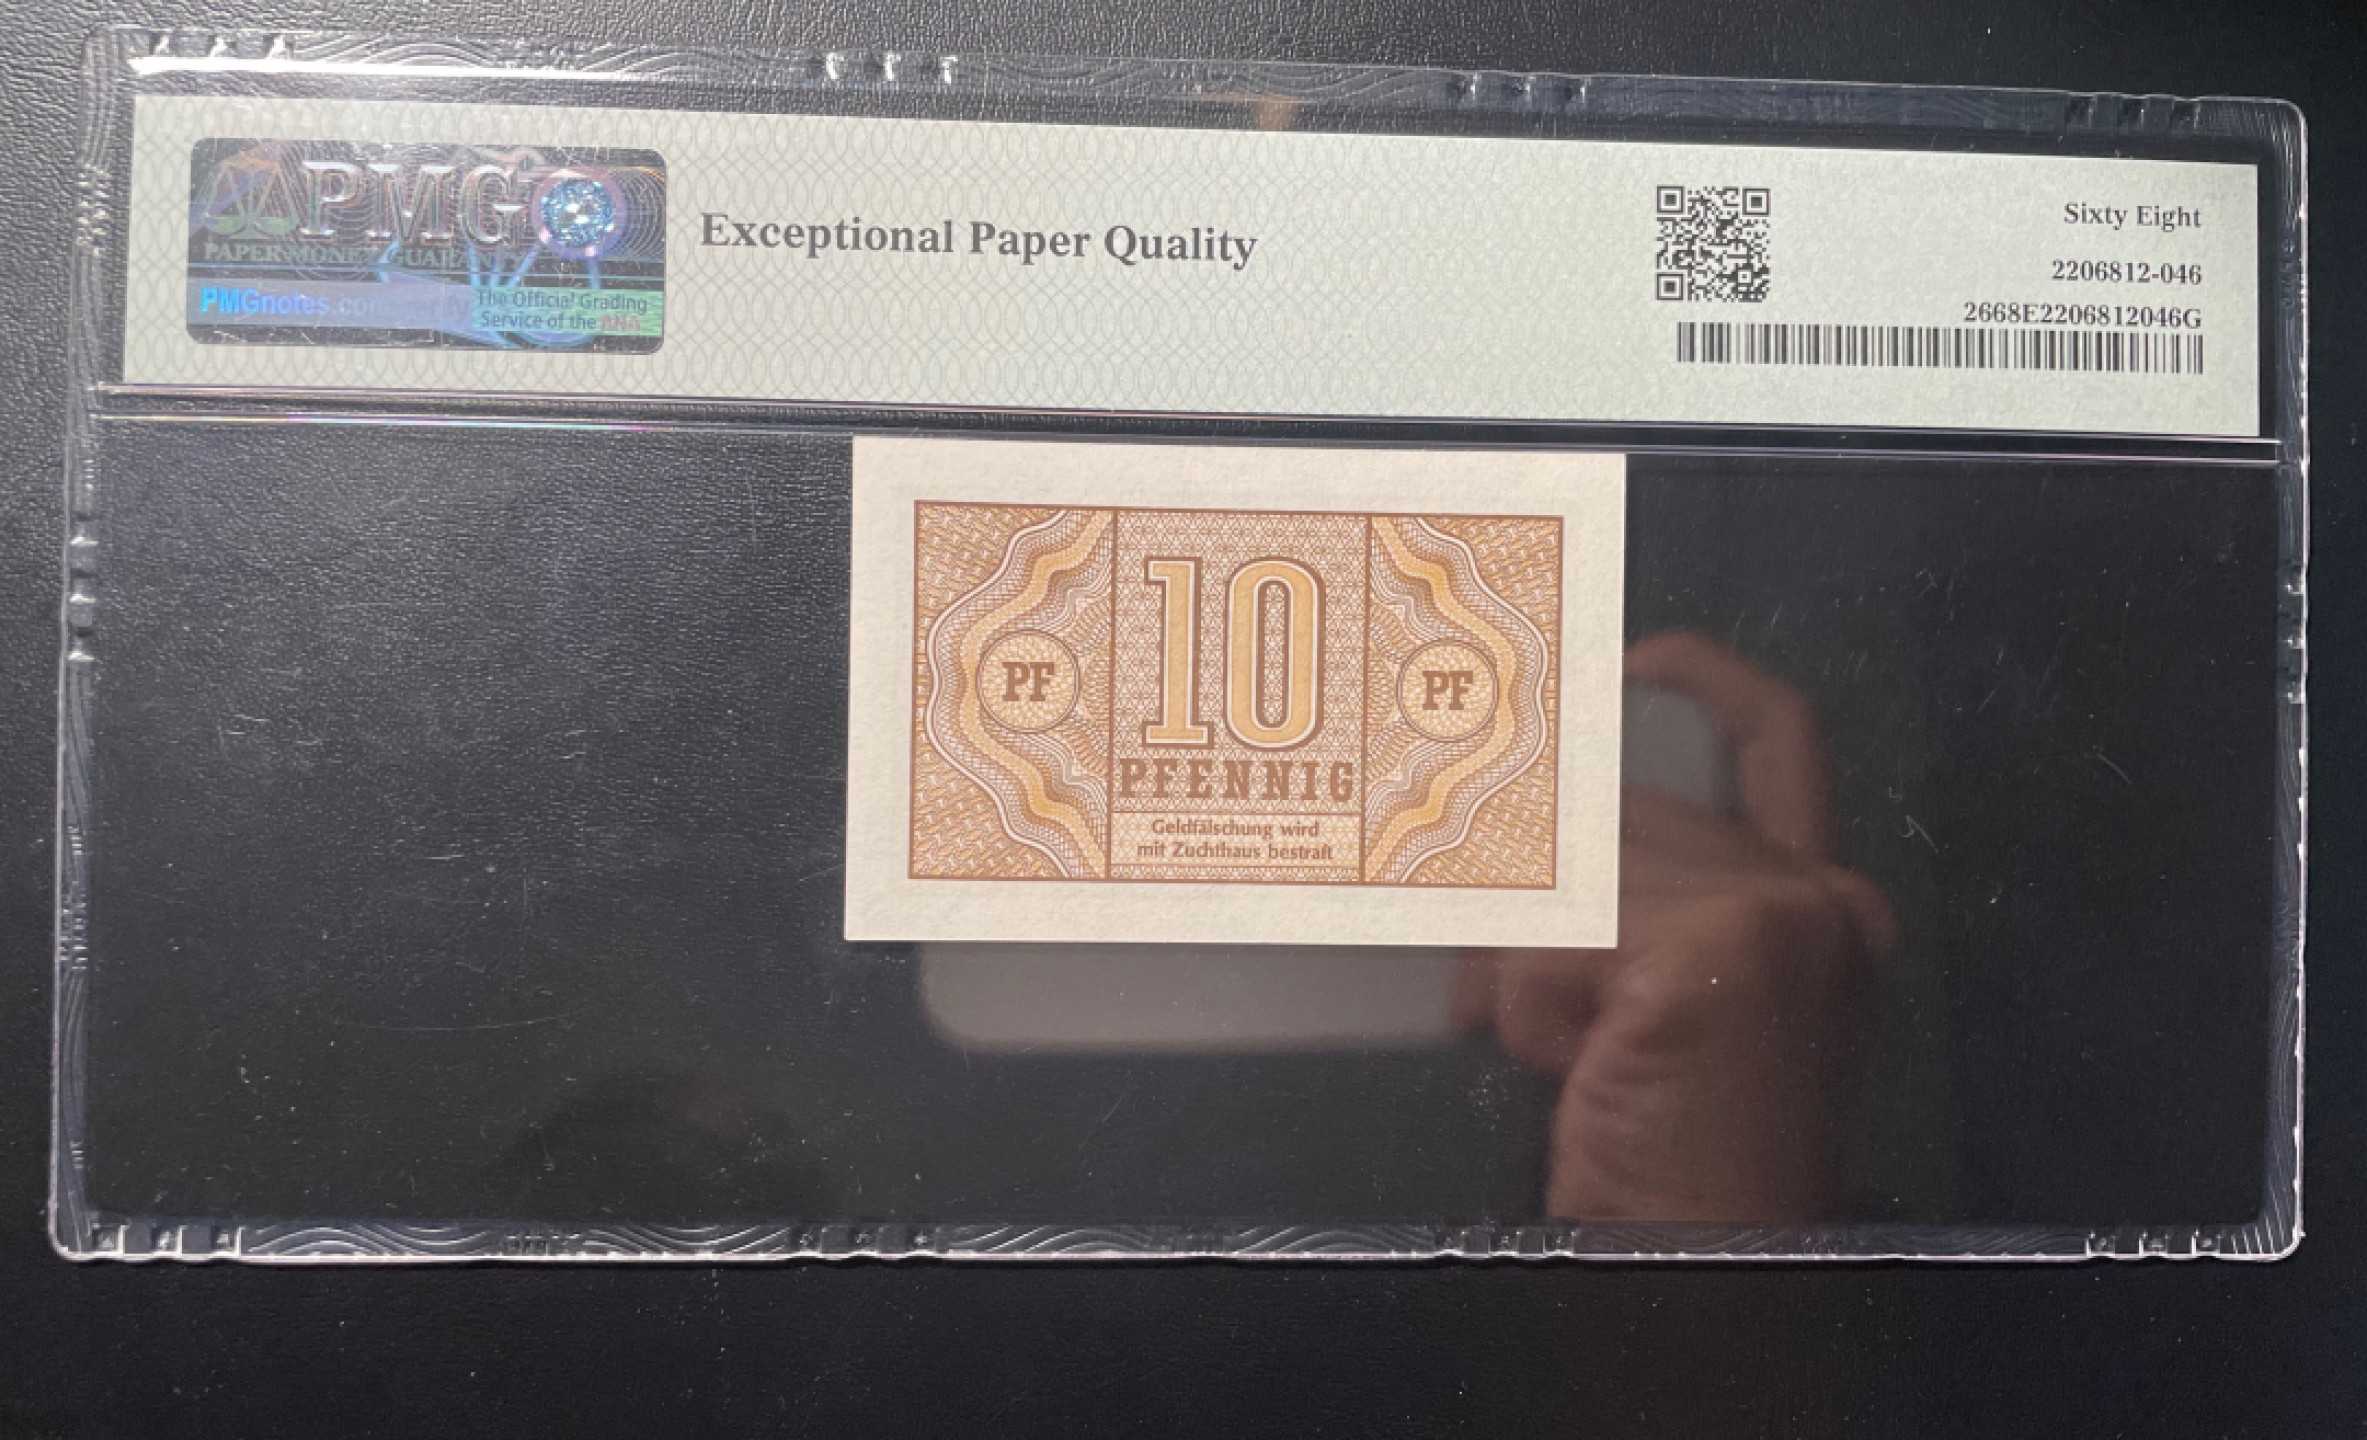 PMG
PAPER MONEY GUARANTY
PMGnotes.com
The Official Grading
Service of the ANA
Exceptional Paper Quality
Sixty Eight
2206812-046
2668E2206812046G
10
PF
PF
PFENNIG
Geldfälschung wird
mit Zuchthaus bestraft